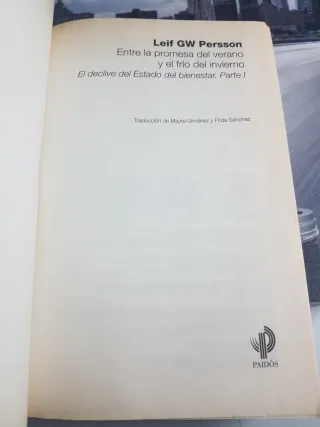 Leif GW Persson
Entre la promesa del verano
y el frío del invierno
El declive del Estado del bienestar. Parte I
Traducción de Mayte Giménez y Frida Sánchez
PAIDÓS